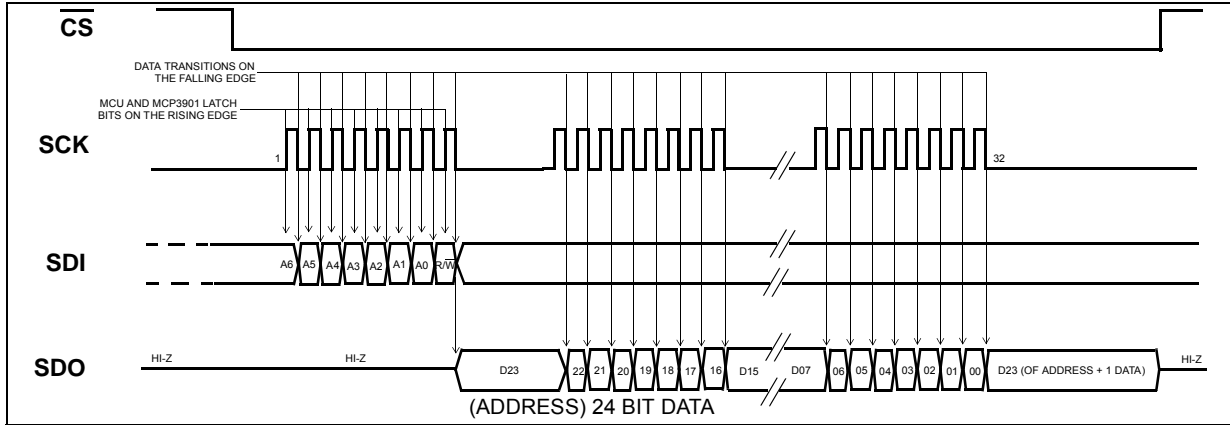 CS
DATA TRANSITIONS ON
THE FALLING EDGE
MCU AND MCP3901 LATCH
BITS ON THE RISING EDGE
SCK
1
32
SDI
A6 A5 A4 A3 A2 A1 A0 R/W
SDO
HI-Z HI-Z D23 22 21 20 19 18 17 16 D15 D07 06 05 04 03 02 01 00 D23 (OF ADDRESS + 1 DATA) HI-Z
(ADDRESS) 24 BIT DATA